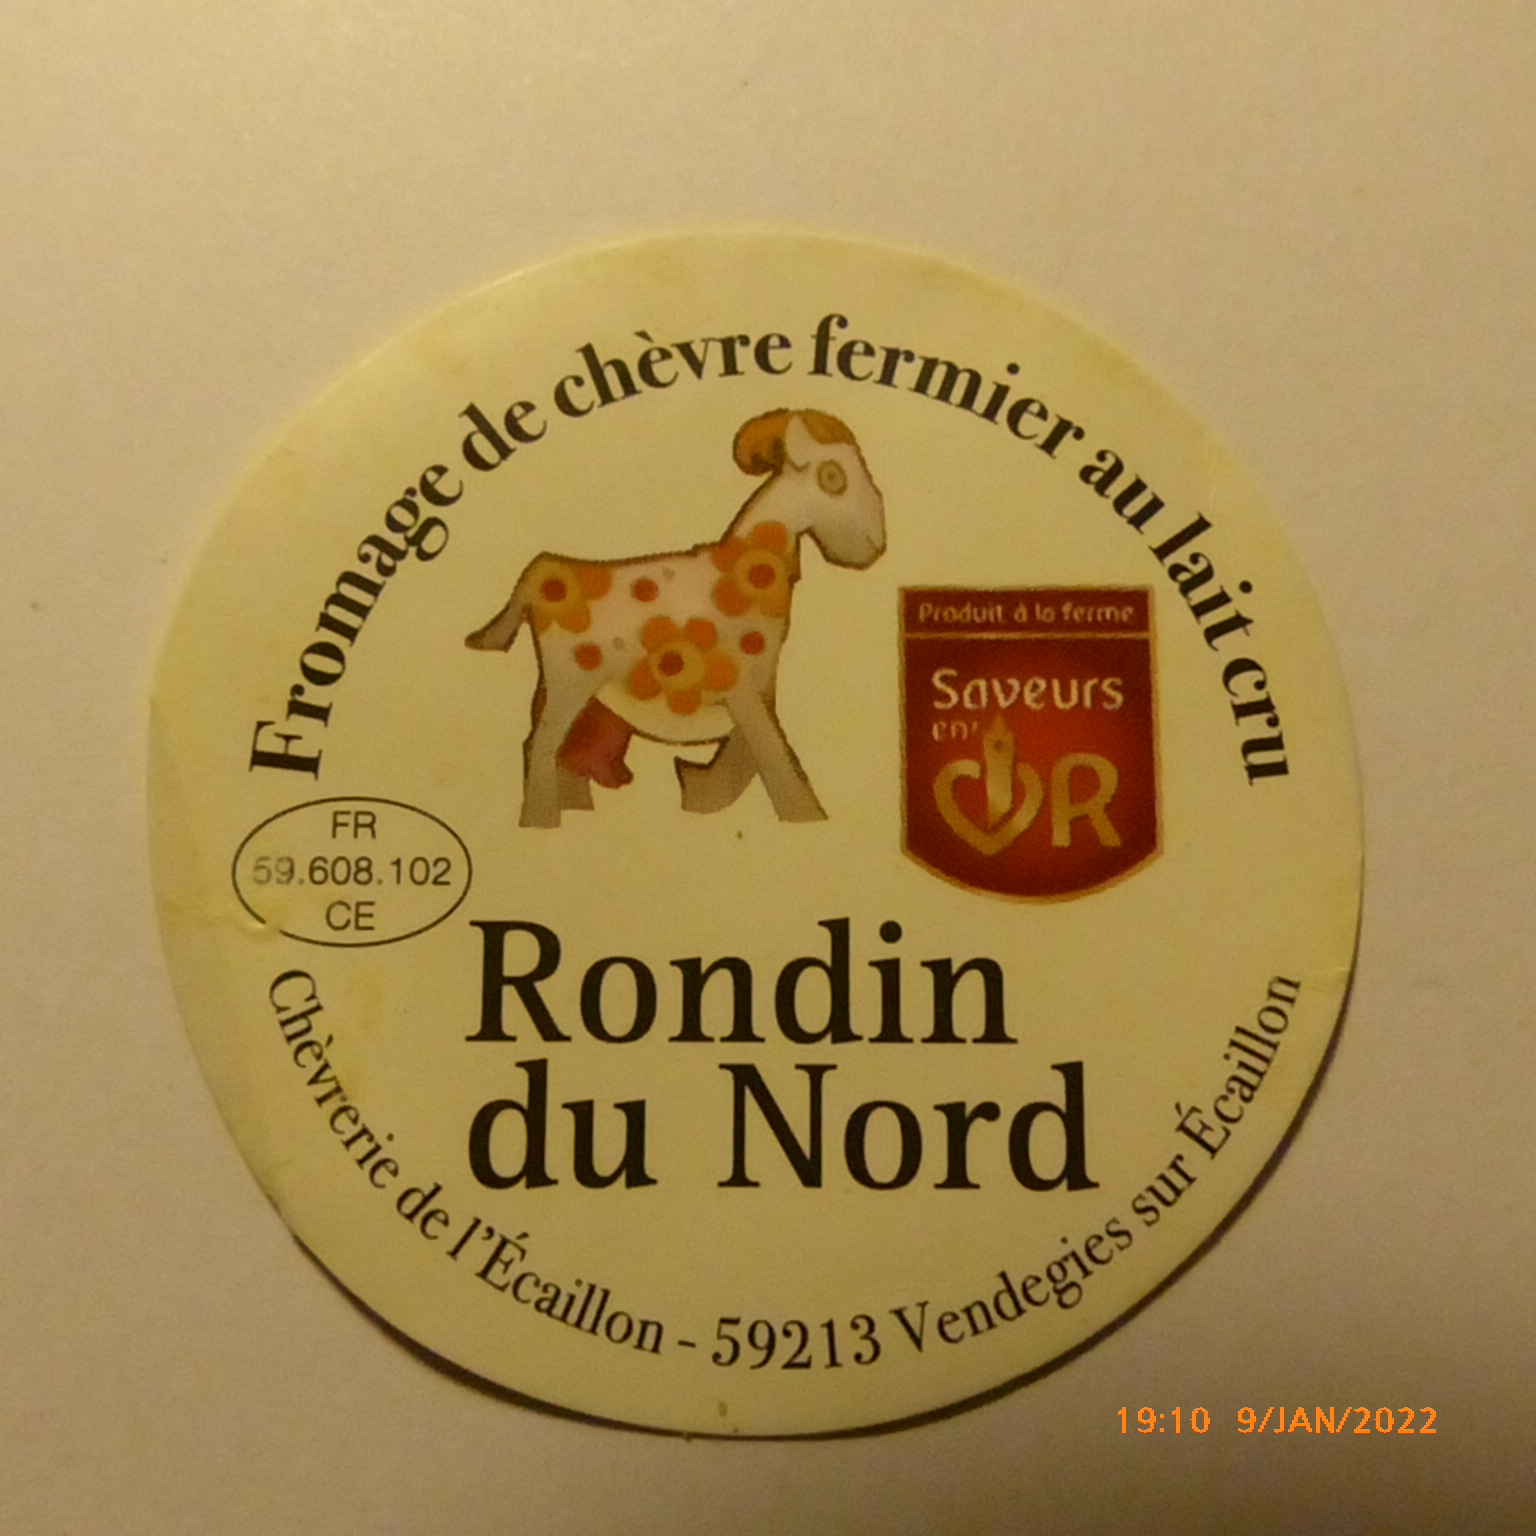 Fromage de chèvre fermier au lait cru
Produit à la ferme
Saveurs
en
OR
FR
59.608.102
CE
Rondin
du Nord
Chèvrerie de l'Écaillon - 59213 Vendegies sur Écaillon
19:10 9/JAN/2022